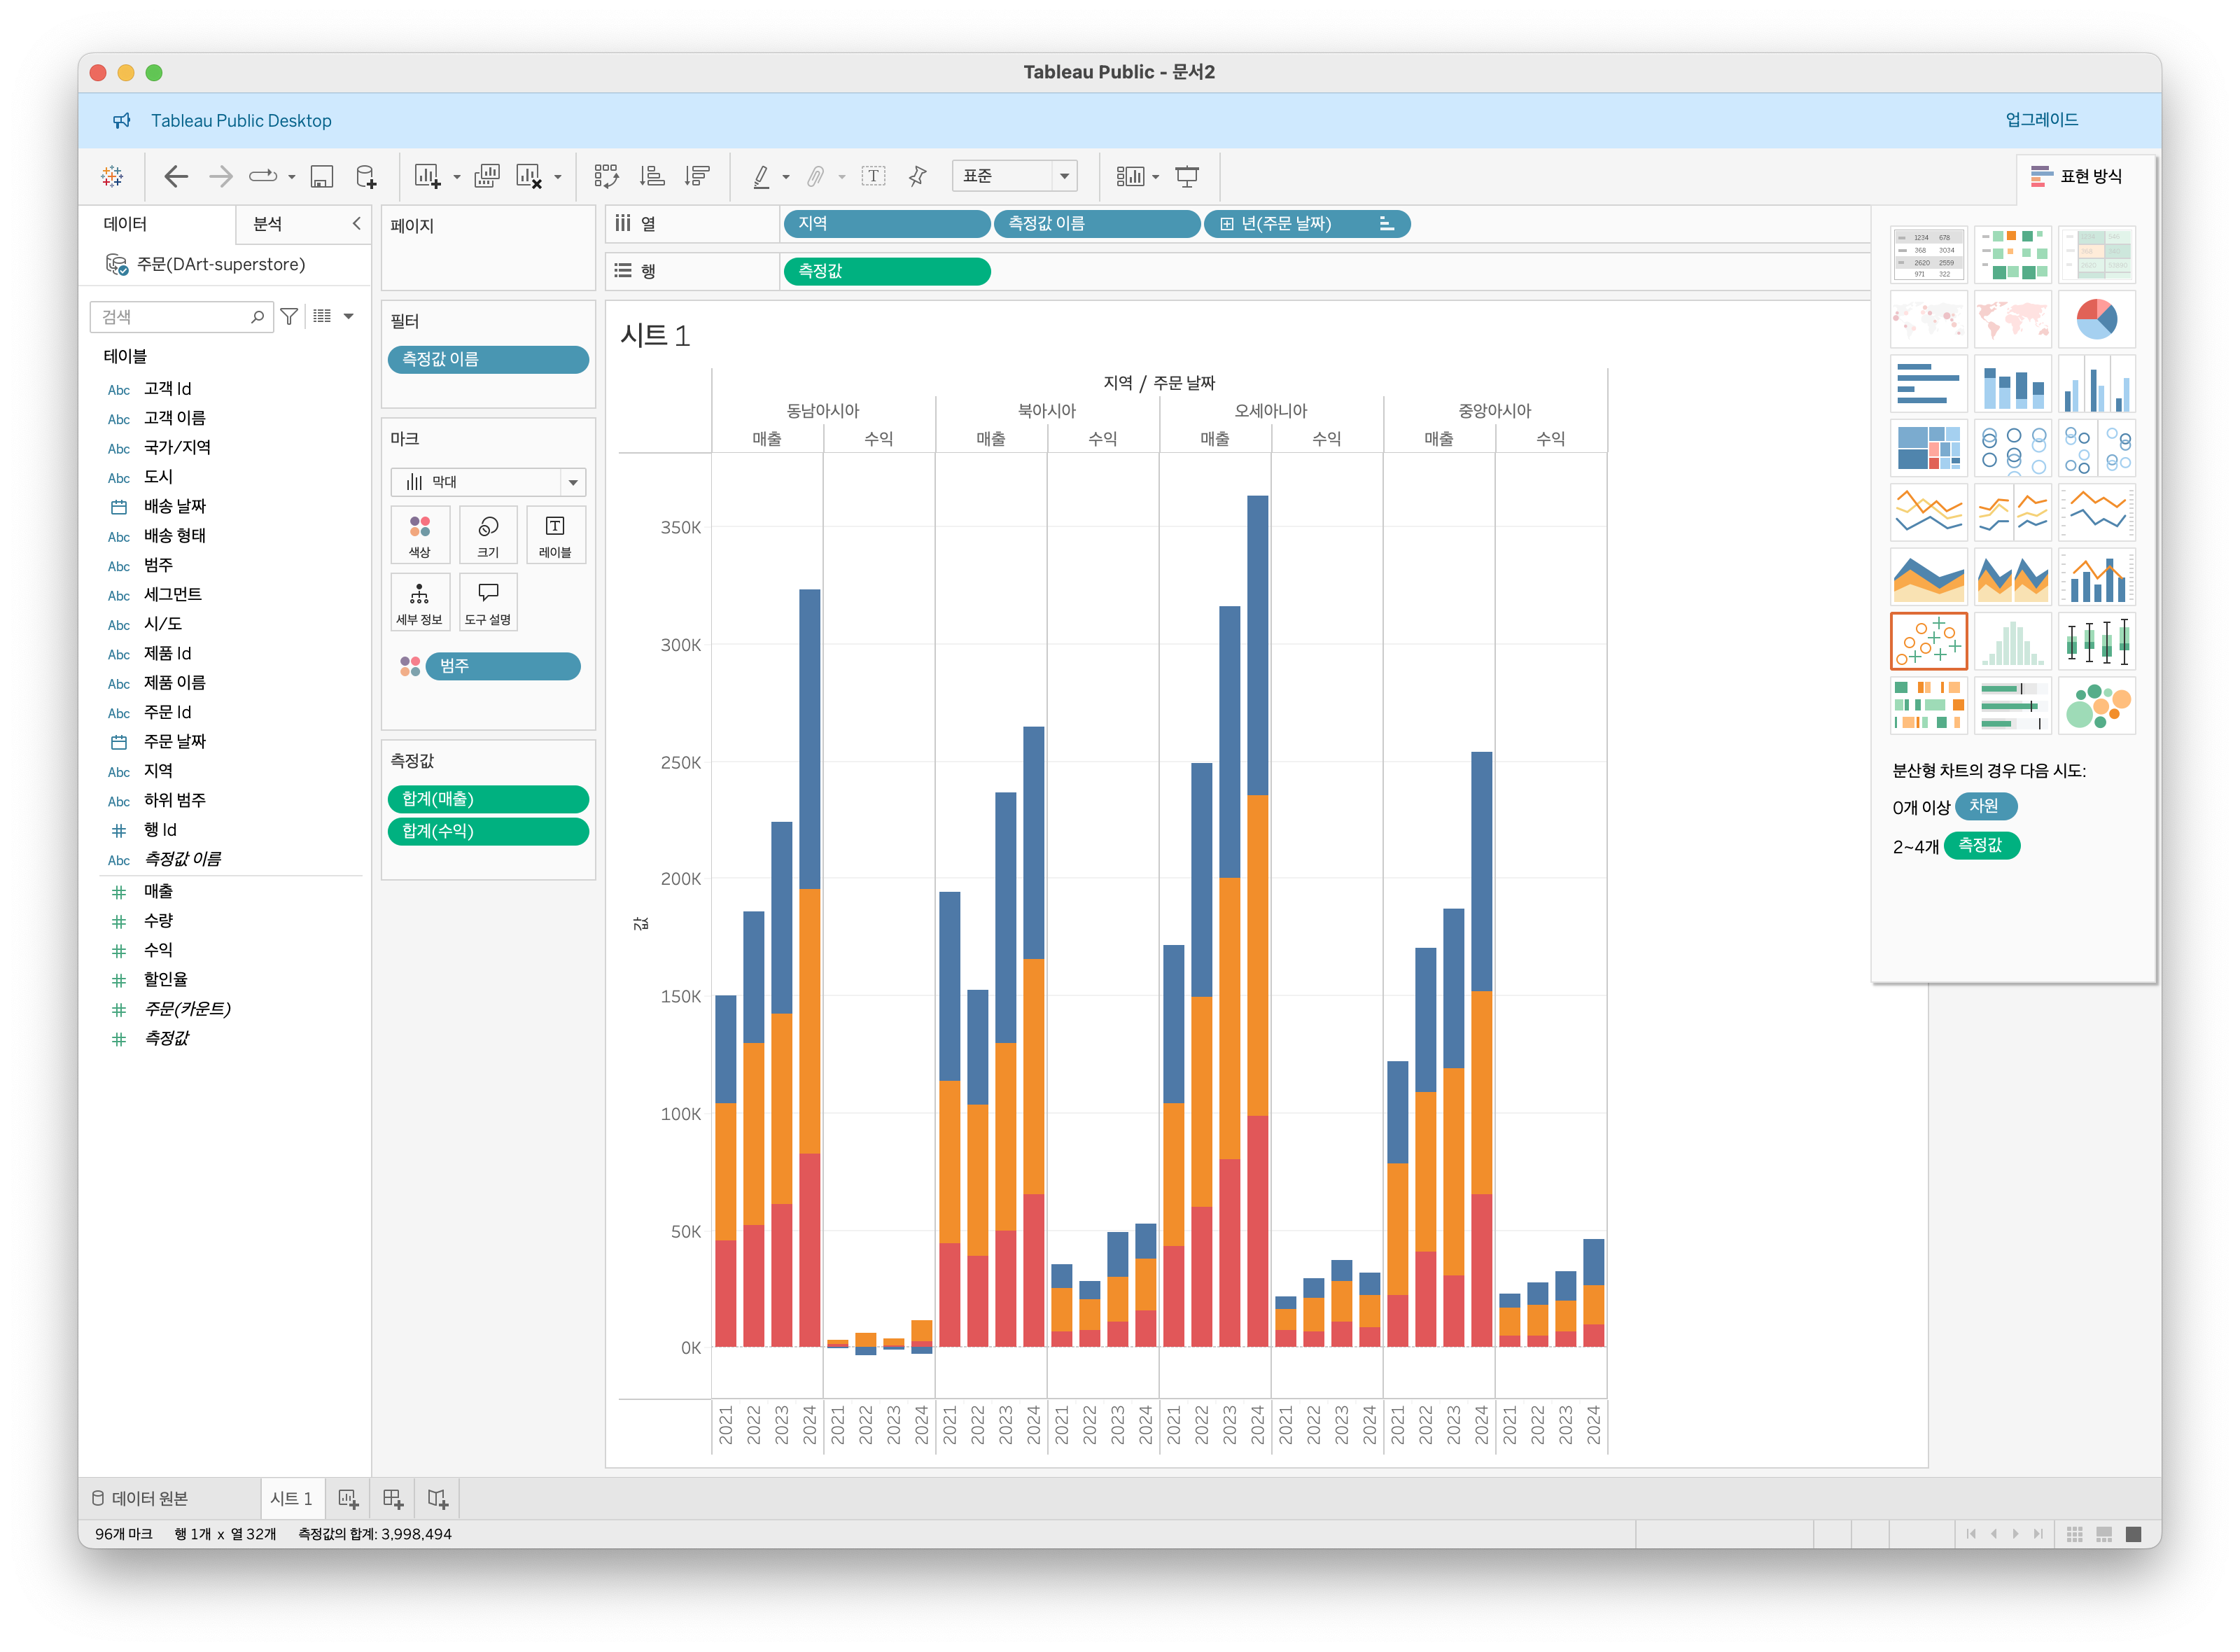 Tableau Public - 문서2
Tableau Public Desktop
업그레이드
표준
표현 방식
데이터
분석
주문(DArt-superstore)
검색
테이블
Abc 고객 Id
Abc 고객 이름
Abc 국가/지역
Abc 도시
배송 날짜
Abc 배송 형태
Abc 범주
Abc 세그먼트
Abc 시/도
Abc 제품 Id
Abc 제품 이름
Abc 주문 Id
주문 날짜
Abc 지역
Abc 하위 범주
행 Id
Abc 측정값 이름
매출
수량
수익
할인율
주문(카운트)
측정값
페이지
필터
측정값 이름
마크
막대
색상
크기
레이블
세부 정보
도구 설명
범주
측정값
합계(매출)
합계(수익)
열
지역
측정값 이름
년(주문 날짜)
행
측정값
시트 1
지역 / 주문 날짜
동남아시아 북아시아 오세아니아 중앙아시아
매출 수익 매출 수익 매출 수익 매출 수익
350K
300K
250K
200K
150K
100K
50K
0K
값
2021 2022 2023 2024 2021 2022 2023 2024 2021 2022 2023 2024 2021 2022 2023 2024 2021 2022 2023 2024 2021 2022 2023 2024 2021 2022 2023 2024 2021 2022 2023 2024
1234 678
368 3034
2620 2559
971 322
분산형 차트의 경우 다음 시도:
0개 이상 차원
2~4개 측정값
데이터 원본
시트 1
96개 마크 행 1개 x 열 32개 측정값의 합계: 3,998,494